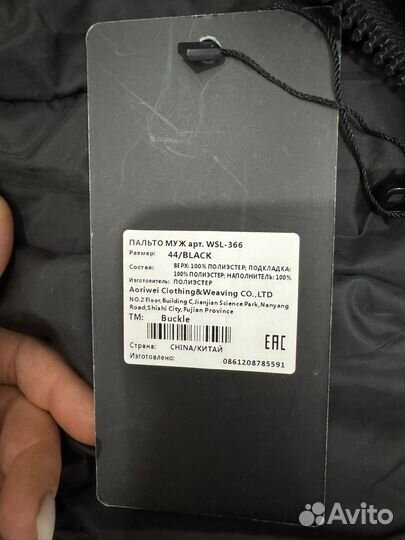 ПАЛЬТО МУЖ арт. WSL-366
Размер: 44/BLACK
Состав: ВЕРХ: 100% ПОЛИЭСТЕР; ПОДКЛАДКА:
100% ПОЛИЭСТЕР; НАПОЛНИТЕЛЬ: 100%
Изготовитель: ПОЛИЭСТЕР
Aoriwei Clothing&Weaving CO.,LTD
NO.2 Floor,Building C,Jianjian Science Park,Nanyang
Road,Shishi City,Fujian Province
TM: Buckle
EAC
Страна: CHINA/КИТАЙ
Изготовлено: 0861208785591
Avito